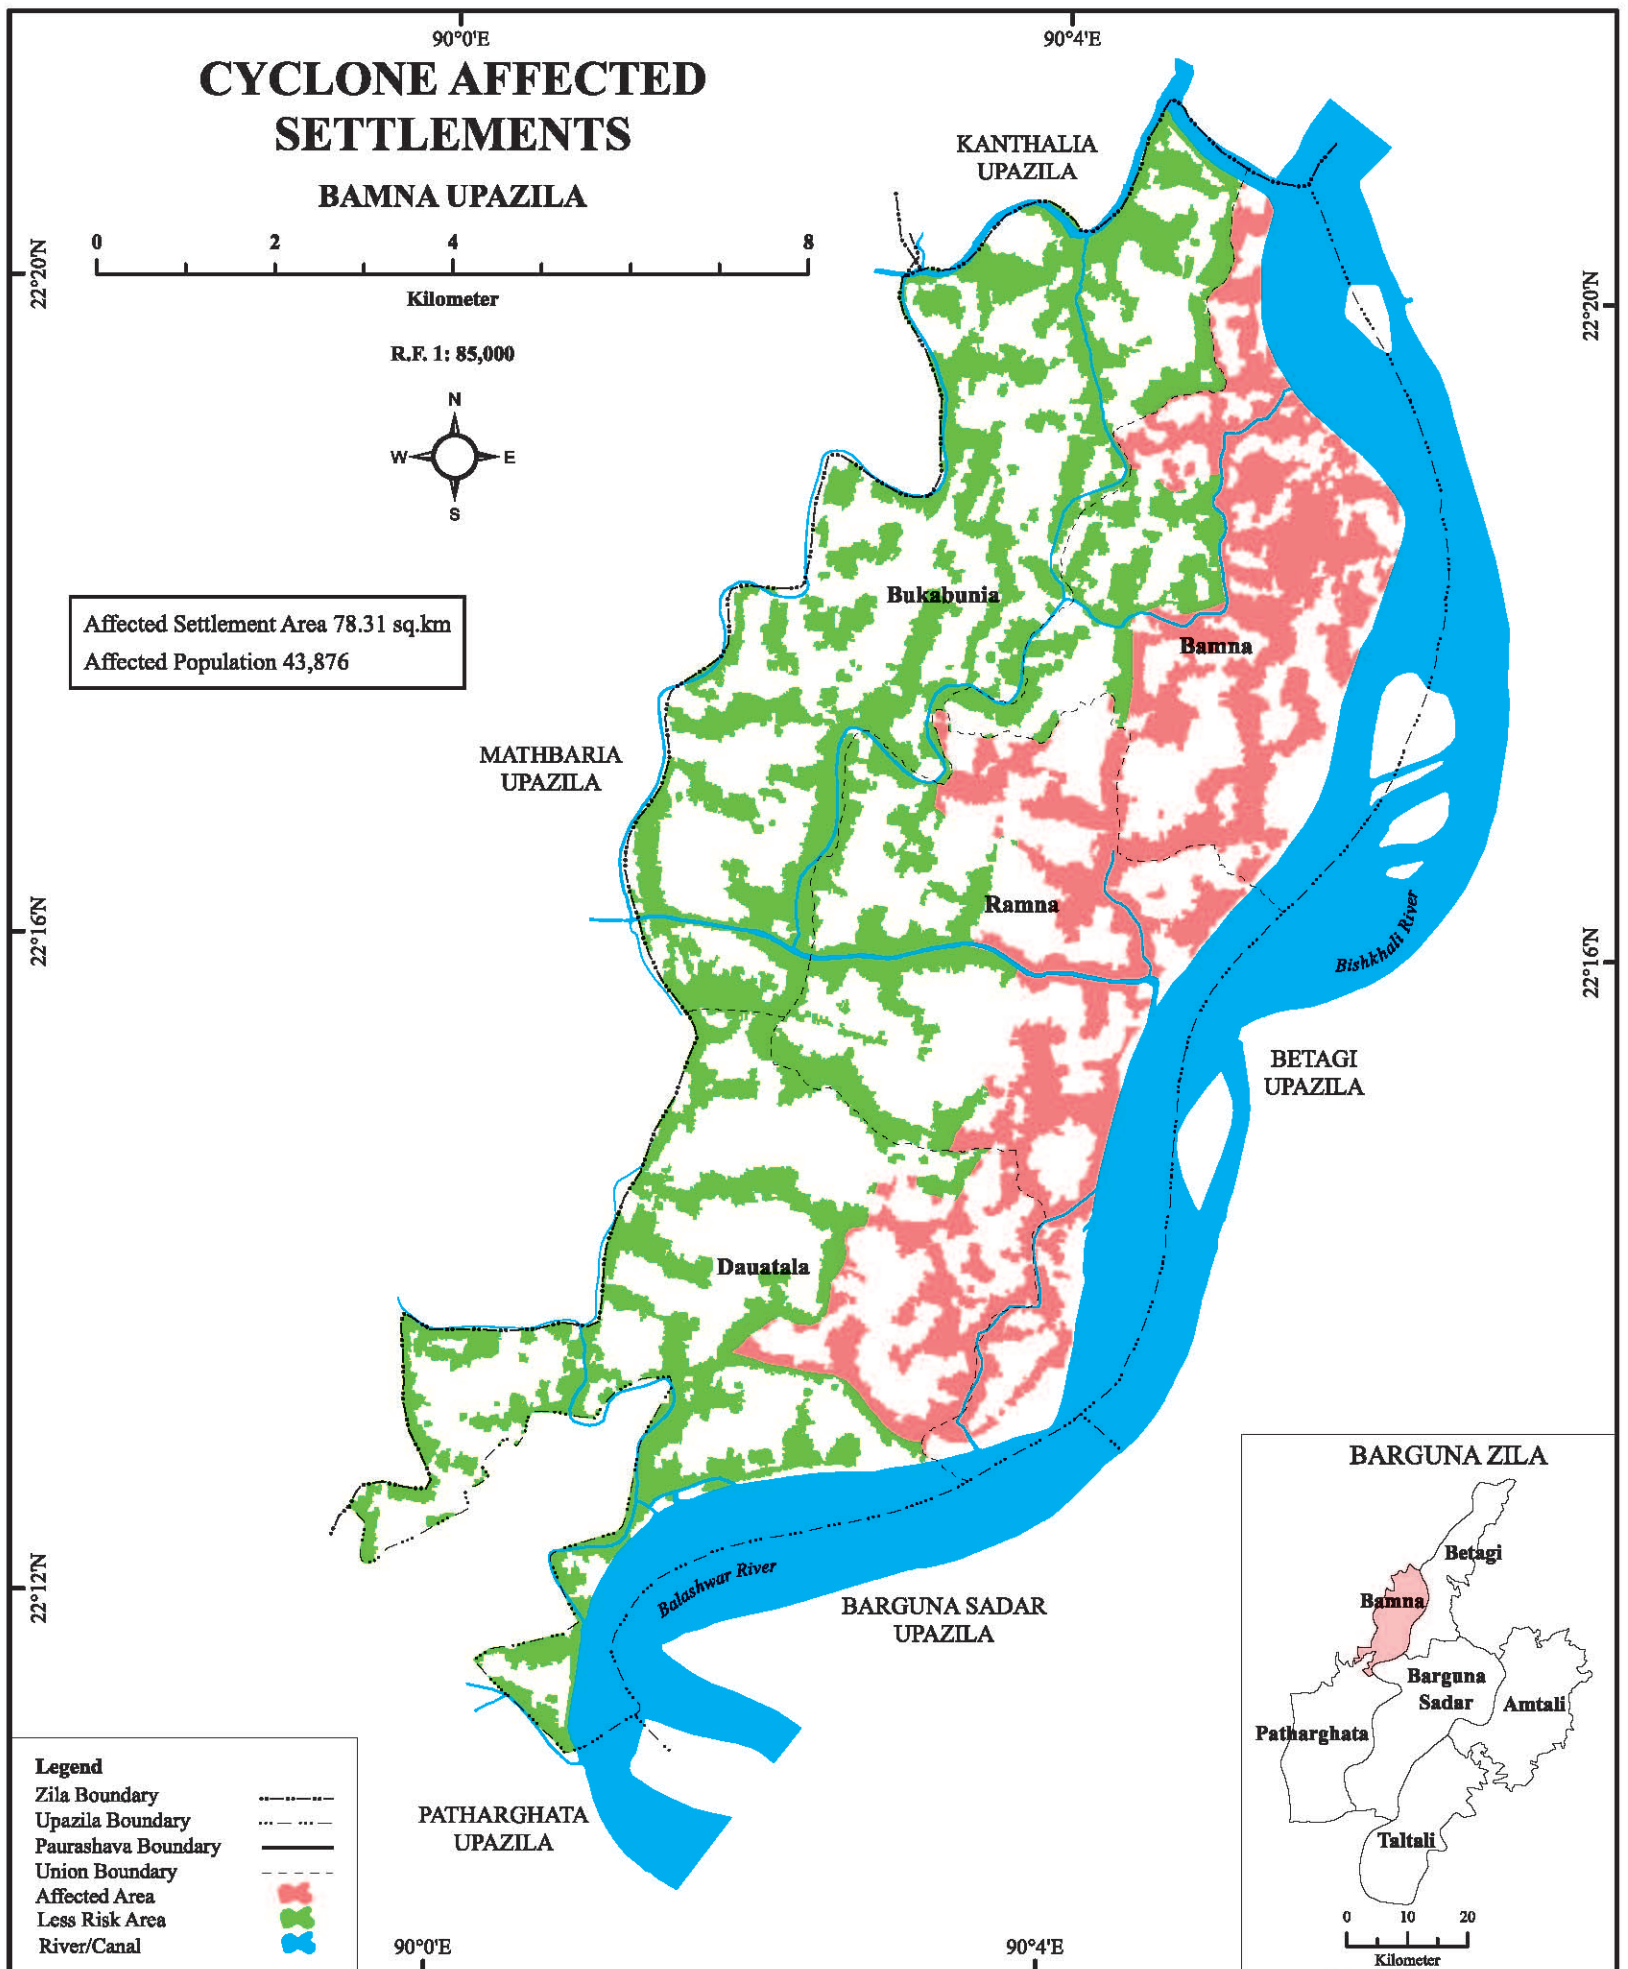 90°0'E
90°4'E
CYCLONE AFFECTED
SETTLEMENTS
BAMNA UPAZILA
0 2 4 8
Kilometer
R.F. 1: 85,000
N
W E
S
22°20'N
22°20'N
KANTHALIA
UPAZILA
Affected Settlement Area 78.31 sq.km
Affected Population 43,876
Bukabunia
Bamna
MATHBARIA
UPAZILA
Ramna
22°16'N
22°16'N
Bishkhali River
BETAGI
UPAZILA
Dauatala
22°12'N
Balashwar River
BARGUNA SADAR
UPAZILA
PATHARGHATA
UPAZILA
BARGUNA ZILA
Betagi
Bamna
Barguna
Sadar
Amtali
Patharghata
Taltali
0 10 20
Kilometer
Legend
Zila Boundary
Upazila Boundary
Paurashava Boundary
Union Boundary
Affected Area
Less Risk Area
River/Canal
90°0'E
90°4'E